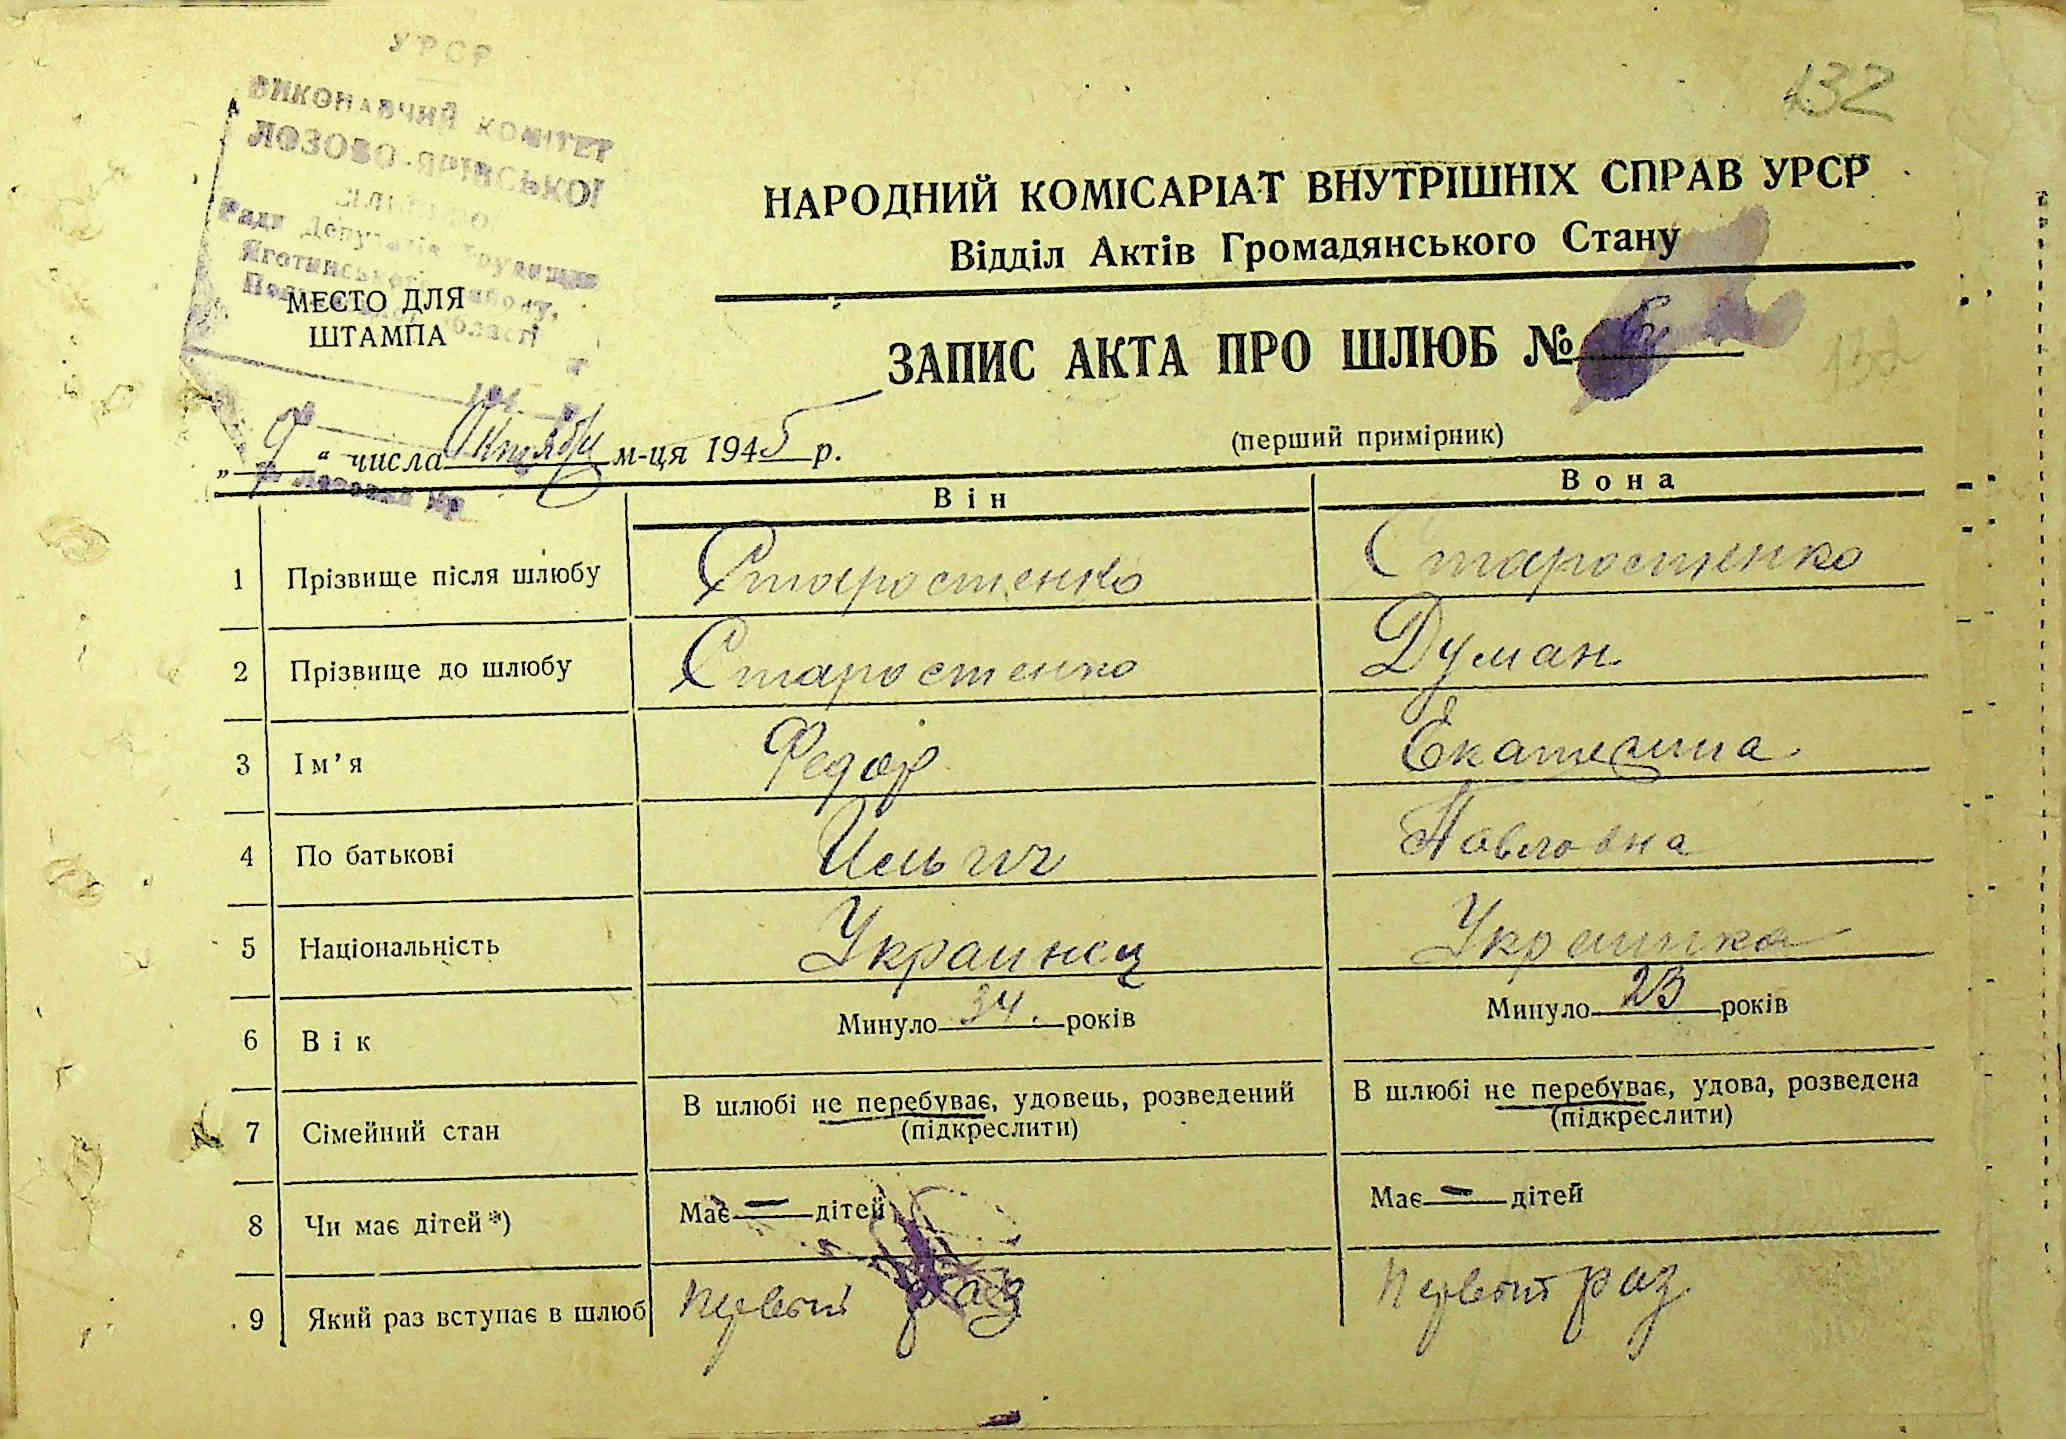 УРСР
132
ВИКОНАВЧИЙ КОМІТЕТ
ЛОЗОВО-ЯРІВСЬКОЇ
Ради Депутатів Трудящих
Яготинського району,
області
194
МЕСТО ДЛЯ
ШТАМПА
НАРОДНИЙ КОМІСАРІАТ ВНУТРІШНІХ СПРАВ УРСР
Відділ Актів Громадянського Стану
ЗАПИС АКТА ПРО ШЛЮБ №
(перший примірник)
„ 9 “ числа Октября м-ця 1945 р.
Він Вона
1 Прізвище після шлюбу Старостенко Старостенко
2 Прізвище до шлюбу Старостенко Думан
3 Ім’я Федор Екатерина
4 По батькові Ильич Павловна
5 Національність Украинец Украинка
6 Вік Минуло 34. років Минуло 23 років
7 Сімейний стан В шлюбі не перебуває, удовець, розведений В шлюбі не перебуває, удова, розведена
(підкреслити) (підкреслити)
8 Чи має дітей*) Має — дітей Має — дітей
9 Який раз вступає в шлюб первый раз первый раз